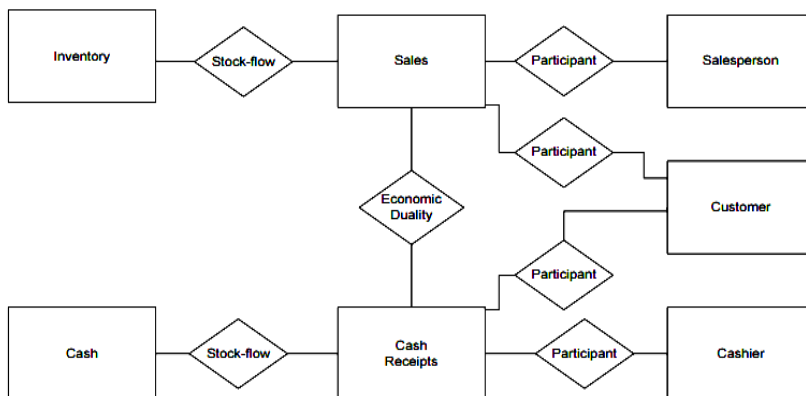 Inventory
Stock-flow
Sales
Participant
Salesperson
Participant
Economic
Duality
Customer
Participant
Cash
Stock-flow
Cash
Receipts
Participant
Cashier